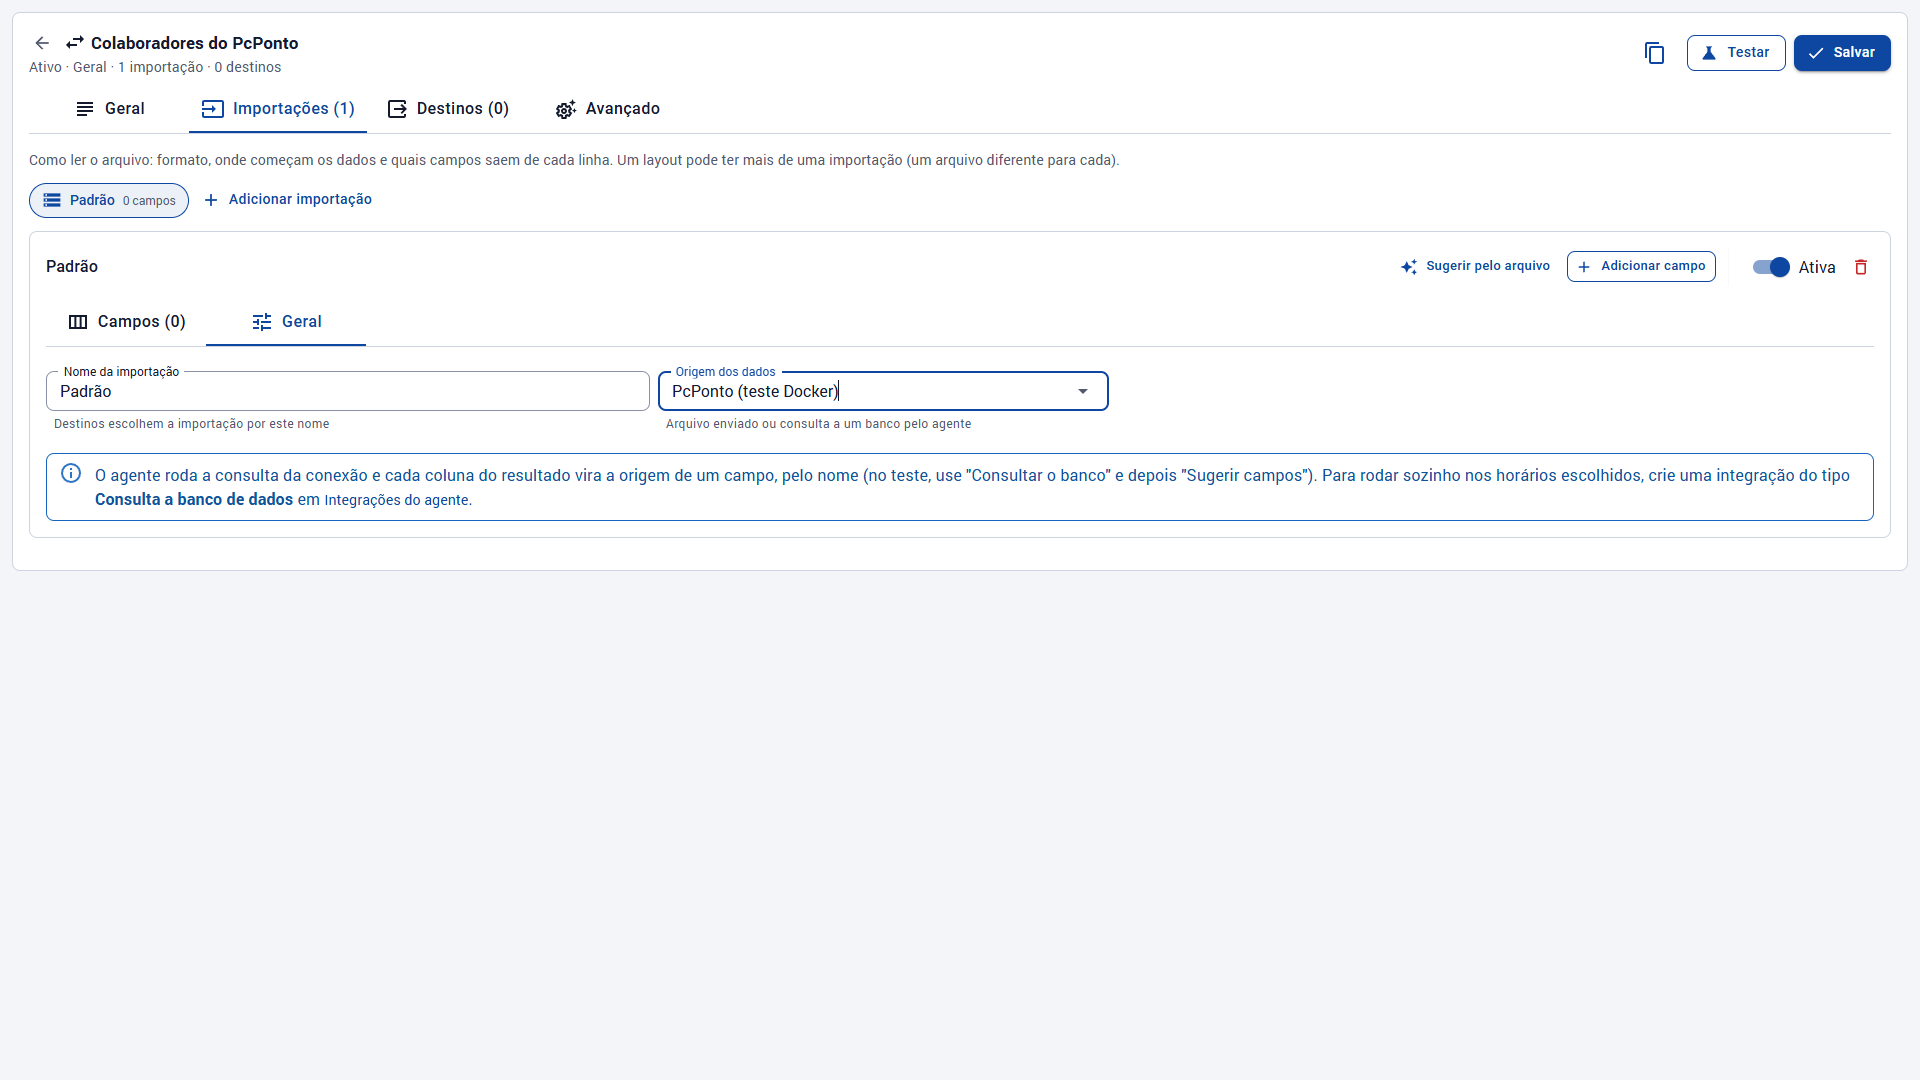 Colaboradores do PcPonto
Ativo · Geral · 1 importação · 0 destinos
Testar
Salvar
Geral
Importações (1)
Destinos (0)
Avançado
Como ler o arquivo: formato, onde começam os dados e quais campos saem de cada linha. Um layout pode ter mais de uma importação (um arquivo diferente para cada).
Padrão 0 campos
Adicionar importação
Padrão
Sugerir pelo arquivo
Adicionar campo
Ativa
Campos (0)
Geral
Nome da importação
Padrão
Destinos escolhem a importação por este nome
Origem dos dados
PcPonto (teste Docker)
Arquivo enviado ou consulta a um banco pelo agente
O agente roda a consulta da conexão e cada coluna do resultado vira a origem de um campo, pelo nome (no teste, use "Consultar o banco" e depois "Sugerir campos"). Para rodar sozinho nos horários escolhidos, crie uma integração do tipo
Consulta a banco de dados em Integrações do agente.